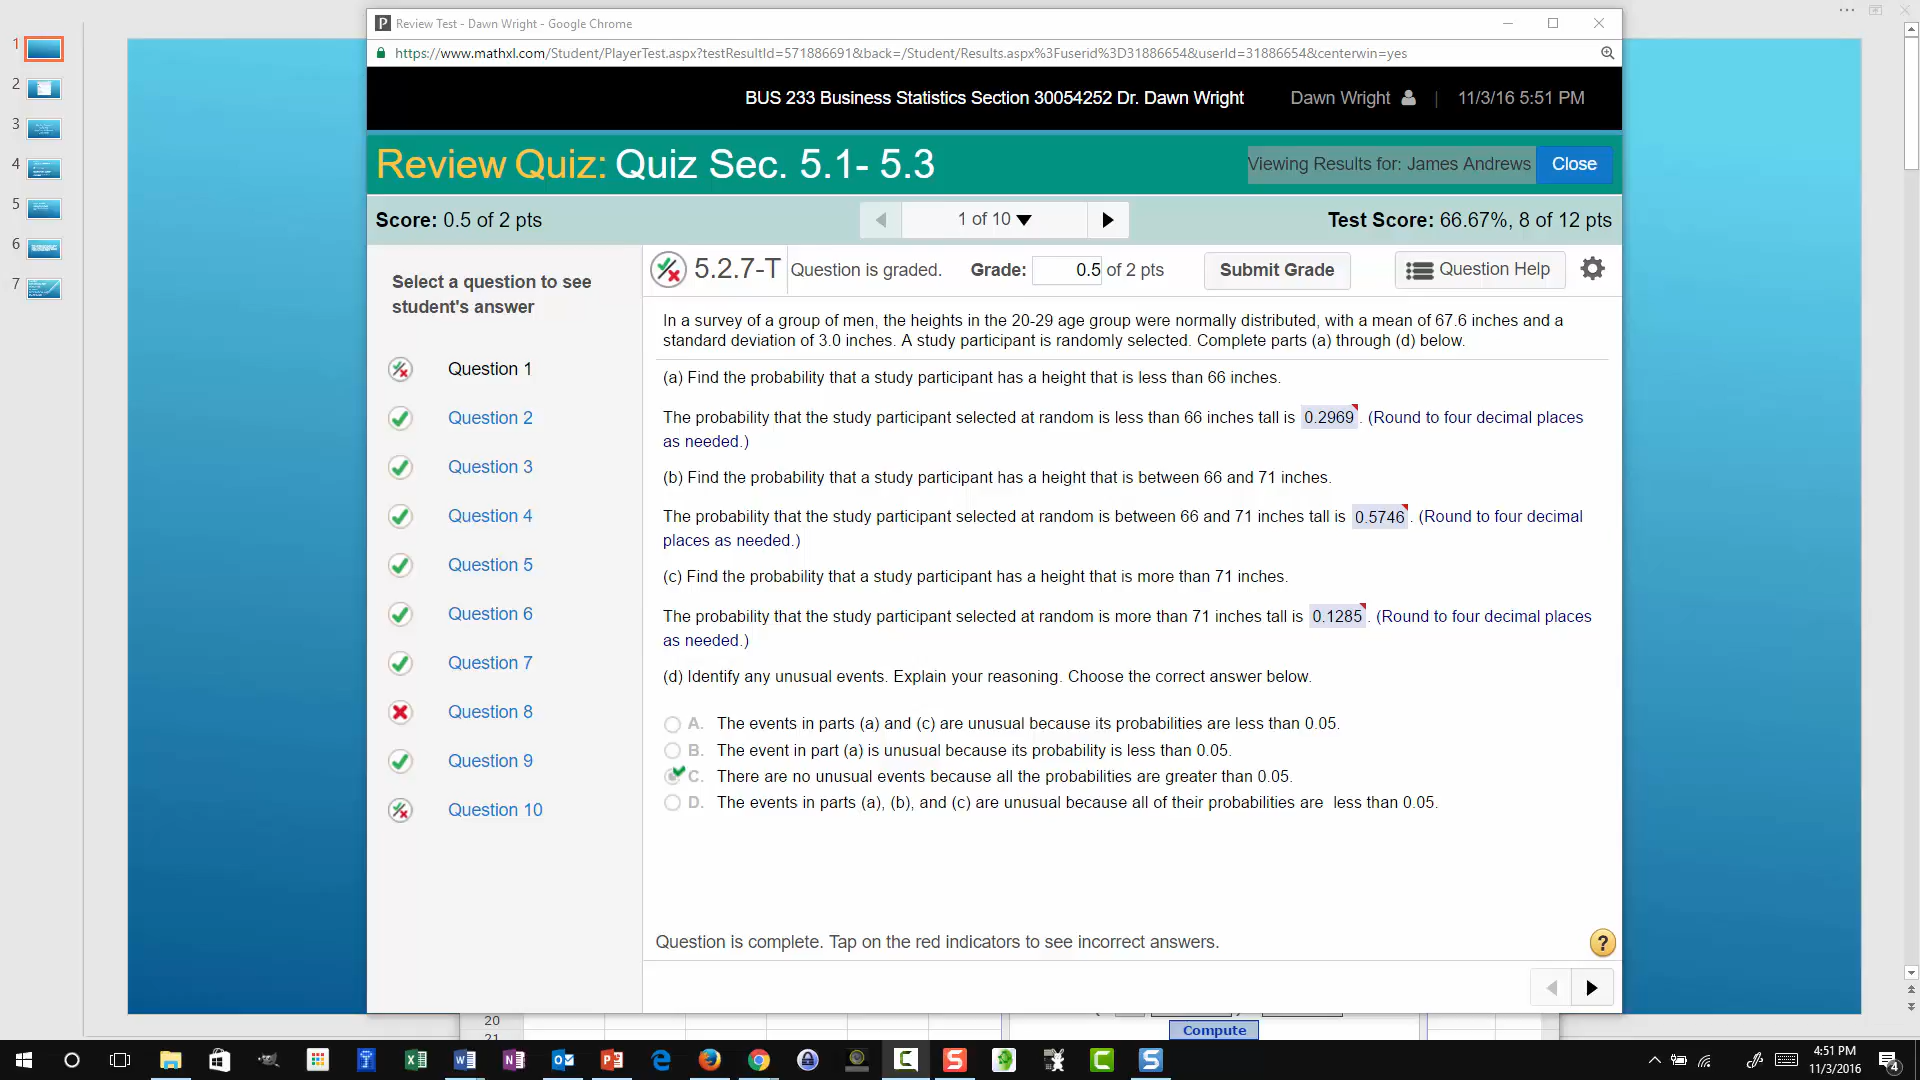 Review Test - Dawn Wright - Google Chrome
https://www.mathxl.com/Student/PlayerTest.aspx?testResultId=571886691&back=/Student/Results.aspx%3Fuserid%3D31886654&userId=31886654&centerwin=yes
BUS 233 Business Statistics Section 30054252 Dr. Dawn Wright
Dawn Wright | 11/3/16 5:51 PM
Review Quiz: Quiz Sec. 5.1- 5.3
Viewing Results for: James Andrews
Close
Score: 0.5 of 2 pts
1 of 10
Test Score: 66.67%, 8 of 12 pts
1
2
3
4
5
6
7
Select a question to see
student's answer
Question 1
Question 2
Question 3
Question 4
Question 5
Question 6
Question 7
Question 8
Question 9
Question 10
5.2.7-T
Question is graded.
Grade: 0.5 of 2 pts
Submit Grade
Question Help
In a survey of a group of men, the heights in the 20-29 age group were normally distributed, with a mean of 67.6 inches and a
standard deviation of 3.0 inches. A study participant is randomly selected. Complete parts (a) through (d) below.
(a) Find the probability that a study participant has a height that is less than 66 inches.
The probability that the study participant selected at random is less than 66 inches tall is 0.2969. (Round to four decimal places
as needed.)
(b) Find the probability that a study participant has a height that is between 66 and 71 inches.
The probability that the study participant selected at random is between 66 and 71 inches tall is 0.5746. (Round to four decimal
places as needed.)
(c) Find the probability that a study participant has a height that is more than 71 inches.
The probability that the study participant selected at random is more than 71 inches tall is 0.1285. (Round to four decimal places
as needed.)
(d) Identify any unusual events. Explain your reasoning. Choose the correct answer below.
A. The events in parts (a) and (c) are unusual because its probabilities are less than 0.05.
B. The event in part (a) is unusual because its probability is less than 0.05.
C. There are no unusual events because all the probabilities are greater than 0.05.
D. The events in parts (a), (b), and (c) are unusual because all of their probabilities are less than 0.05.
Question is complete. Tap on the red indicators to see incorrect answers.
?
20
21
Compute
4:51 PM
11/3/2016
4